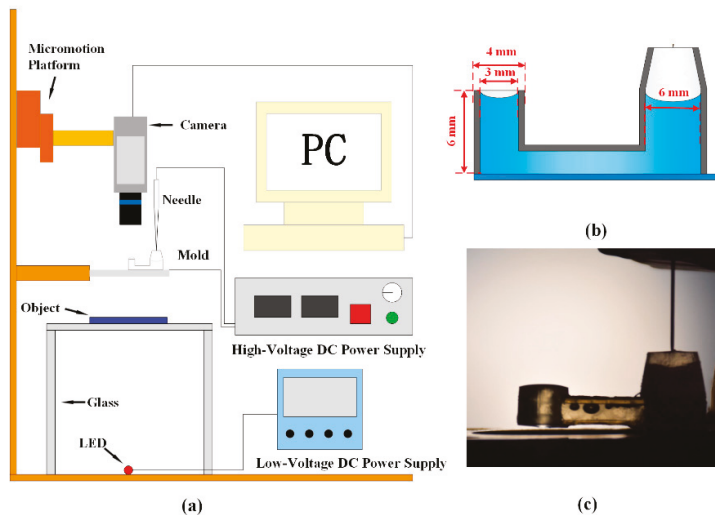 Micromotion
Platform
Camera
PC
Needle
Mold
Object
High-Voltage DC Power Supply
Glass
LED
Low-Voltage DC Power Supply
(a)
4 mm
3 mm
6 mm
6 mm
(b)
(c)